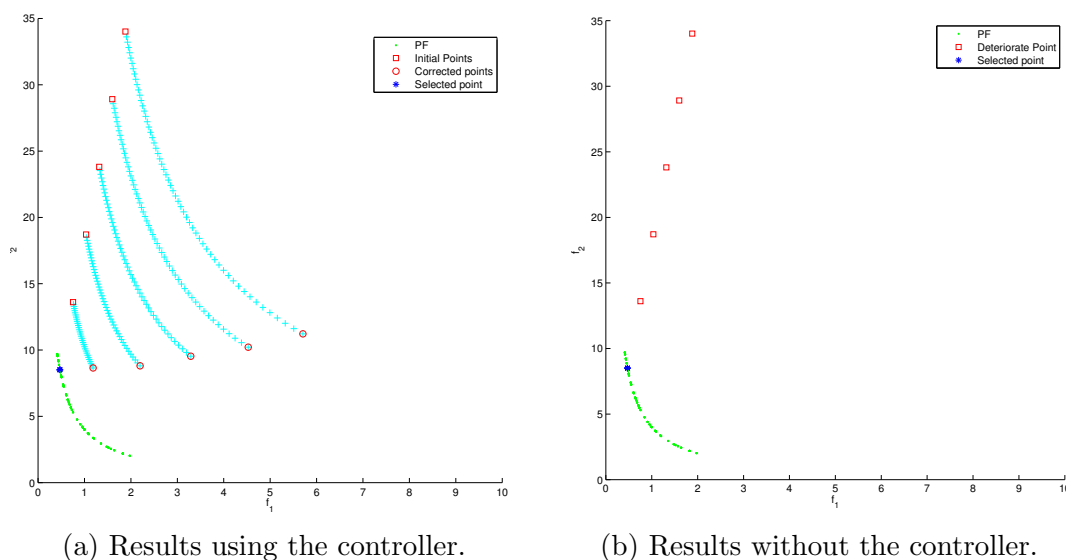 35
30
25
20
15
10
5
0
0 1 2 3 4 5 6 7 8 9 10
f1
PF
Initial Points
Corrected points
Selected point
(a) Results using the controller.
35
30
25
20
15
10
5
0
f2
0 1 2 3 4 5 6 7 8 9 10
f1
PF
Deteriorate Point
Selected point
(b) Results without the controller.